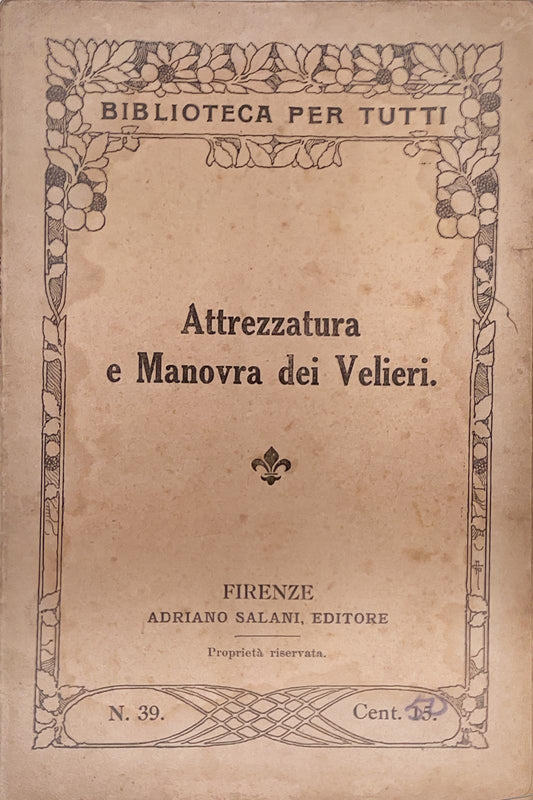 BIBLIOTECA PER TUTTI
Attrezzatura
e Manovra dei Velieri.
FIRENZE
ADRIANO SALANI, EDITORE
Proprietà riservata.
N. 39.
Cent. 15.